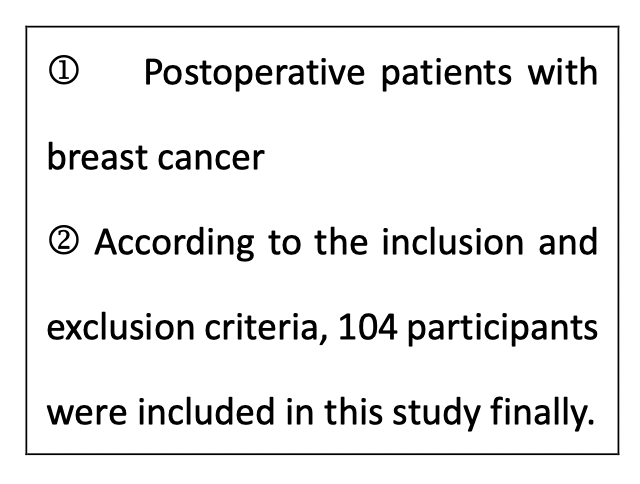 ① Postoperative patients with
breast cancer
② According to the inclusion and
exclusion criteria, 104 participants
were included in this study finally.